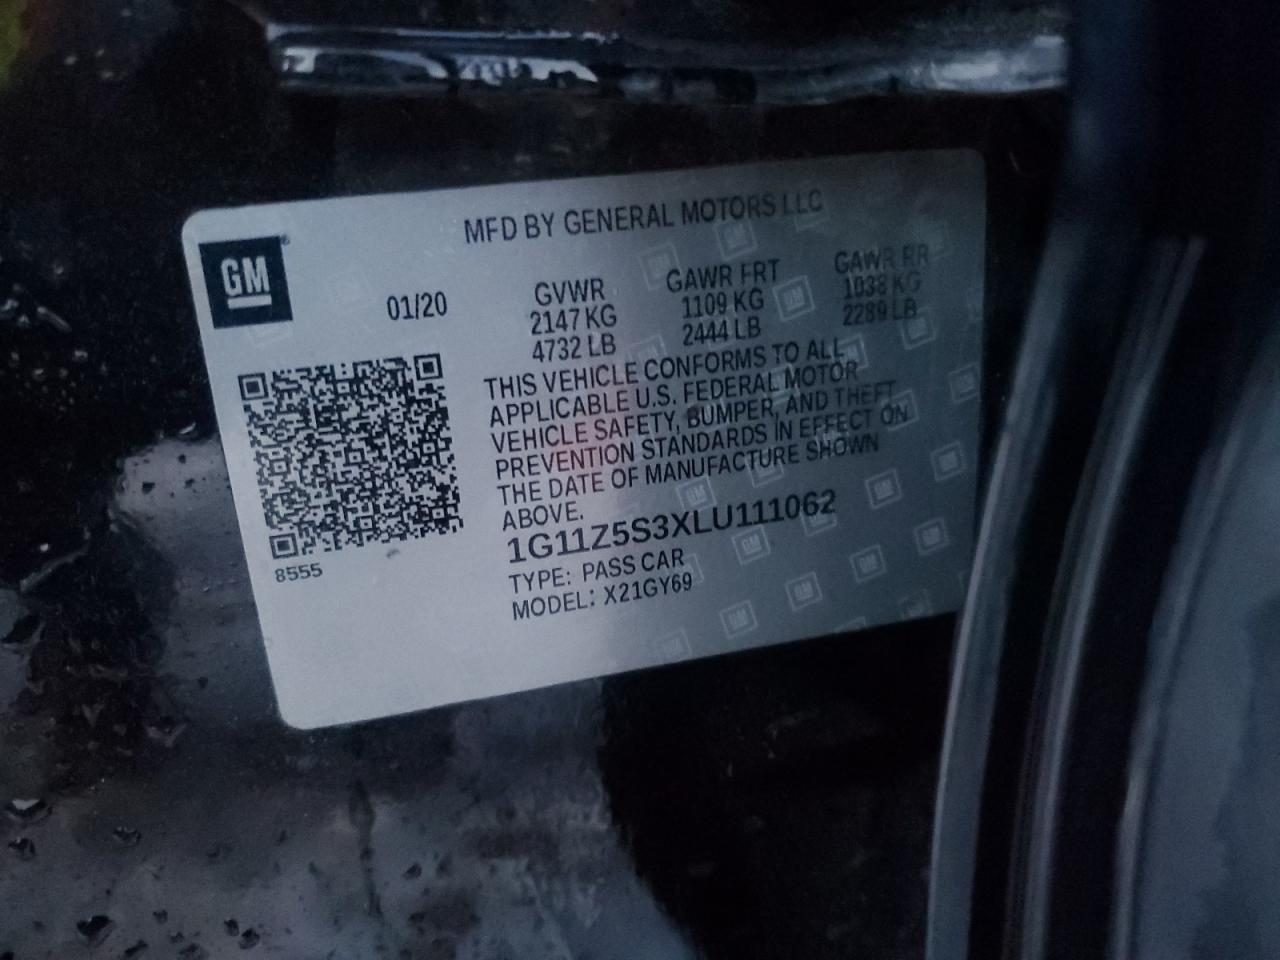 MFD BY GENERAL MOTORS LLC
GM
01/20
GVWR GAWR FRT GAWR RR
2147 KG 1109 KG 1038 KG
4732 LB 2444 LB 2289 LB
THIS VEHICLE CONFORMS TO ALL
APPLICABLE U.S. FEDERAL MOTOR
VEHICLE SAFETY, BUMPER, AND THEFT
PREVENTION STANDARDS IN EFFECT ON
THE DATE OF MANUFACTURE SHOWN
ABOVE.
1G11Z5S3XLU111062
8555
TYPE: PASS CAR
MODEL: X21GY69